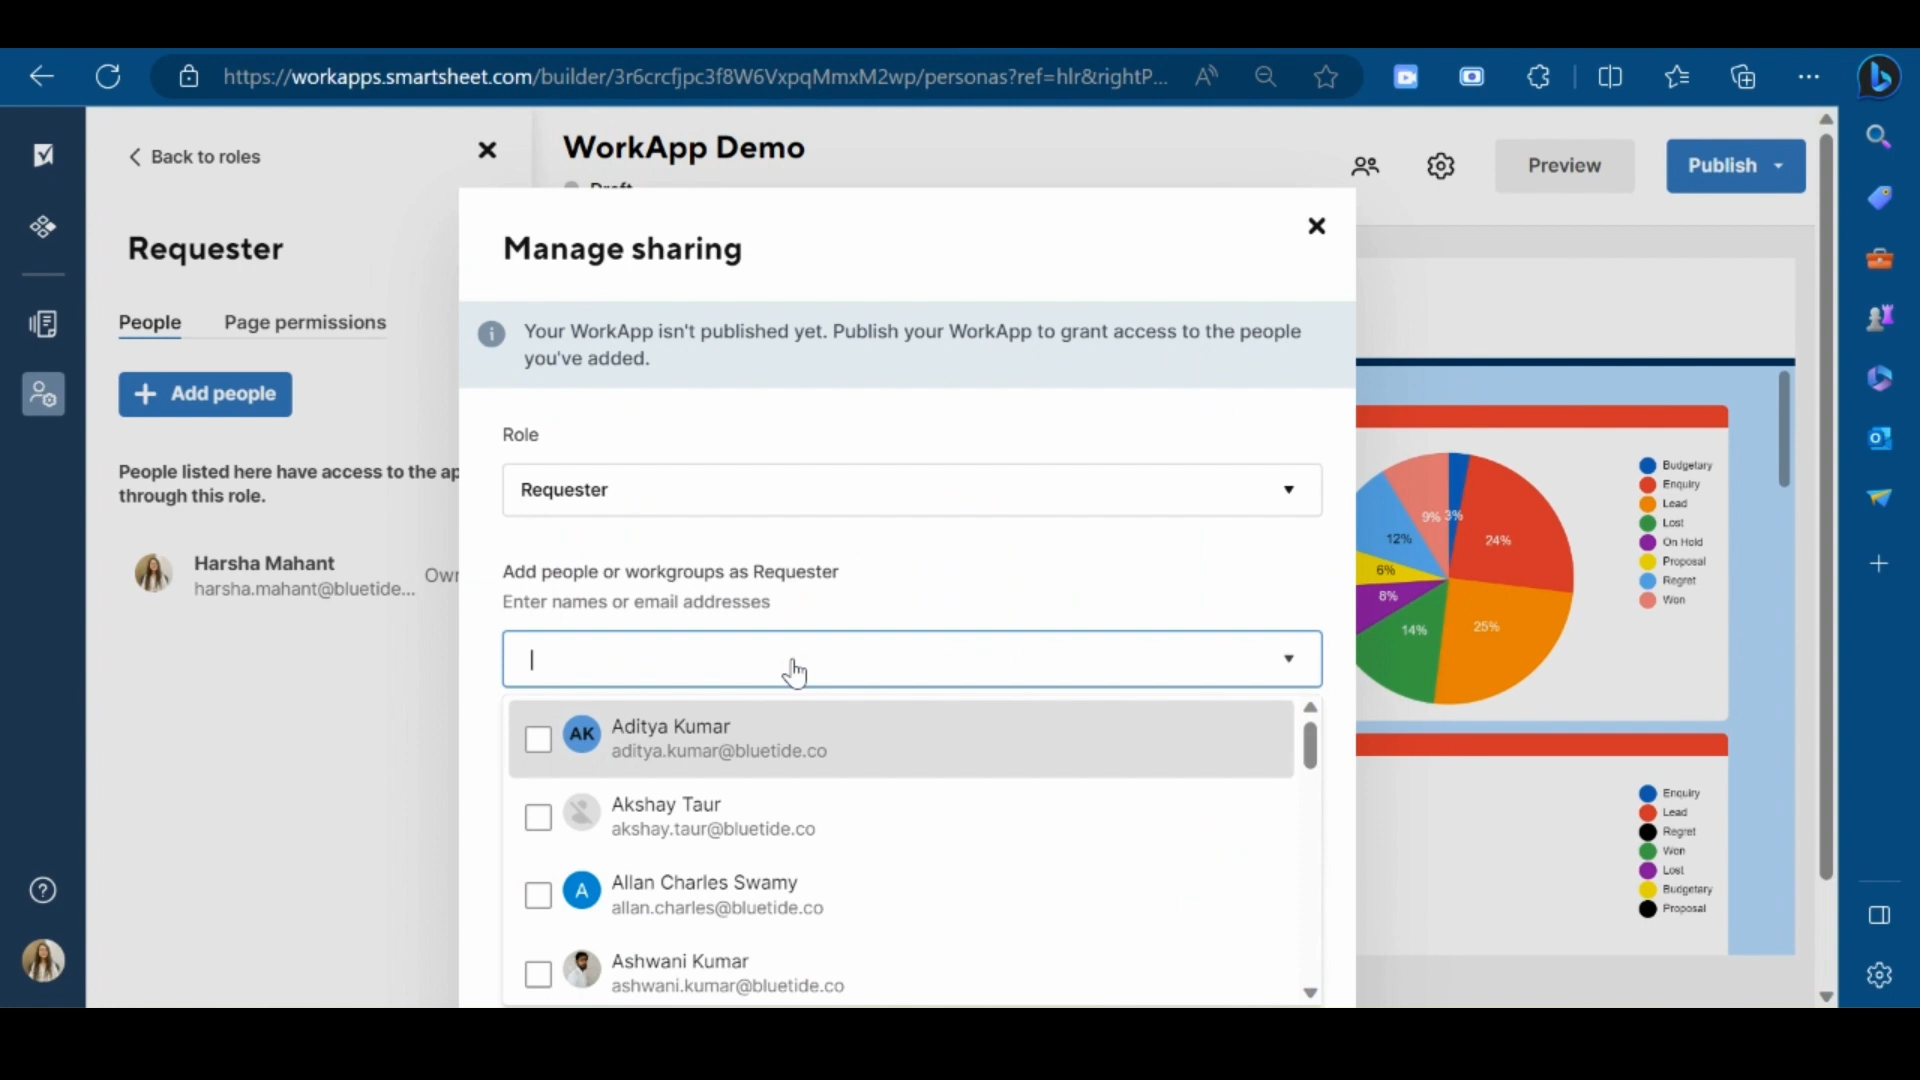 https://workapps.smartsheet.com/builder/3r6crcfjpc3f8W6VxpqMmxM2wp/personas?ref=hlr&rightP...
Back to roles
WorkApp Demo
Draft
Preview
Publish
Requester
People
Page permissions
Add people
People listed here have access to the ap
through this role.
Harsha Mahant
harsha.mahant@bluetide...
Own
Manage sharing
Your WorkApp isn't published yet. Publish your WorkApp to grant access to the people
you've added.
Role
Requester
Add people or workgroups as Requester
Enter names or email addresses
AK
Aditya Kumar
aditya.kumar@bluetide.co
Akshay Taur
akshay.taur@bluetide.co
A
Allan Charles Swamy
allan.charles@bluetide.co
Ashwani Kumar
ashwani.kumar@bluetide.co
9% 3%
24%
12%
6%
8%
14%
25%
Budgetary
Enquiry
Lead
Lost
On Hold
Proposal
Regret
Won
Enquiry
Lead
Regret
Won
Lost
Budgetary
Proposal